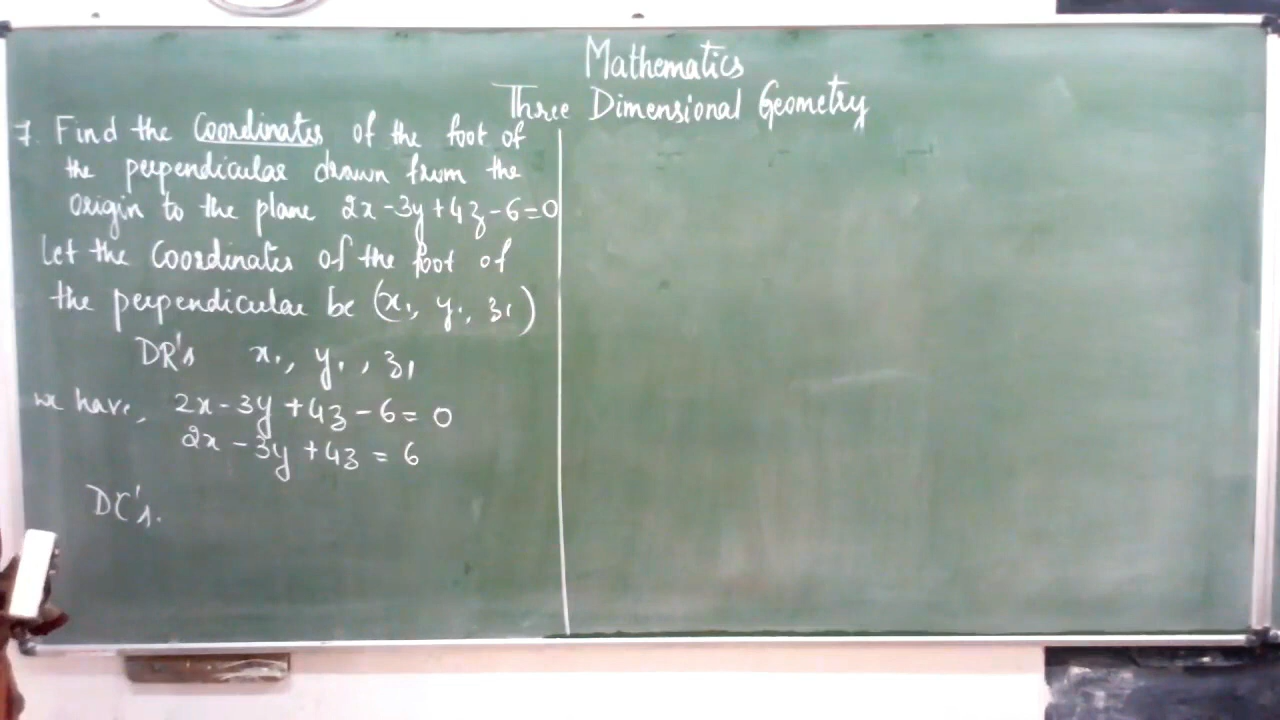 Mathematics
Three Dimensional Geometry
7. Find the Coordinates of the foot of
the perpendicular drawn from the
origin to the plane 2x-3y+4z-6=0
Let the Coordinates of the foot of
the perpendicular be (x₁, y₁, z₁)
DR's x₁, y₁, z₁
we have, 2x-3y+4z-6=0
2x-3y+4z=6
DC's.